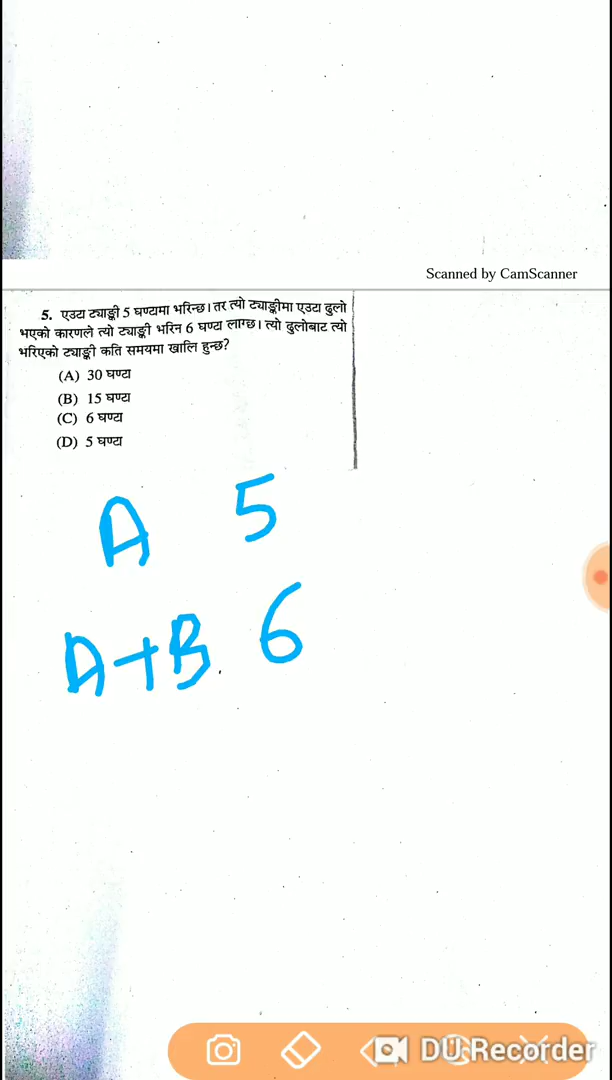 Scanned by CamScanner
5. एउटा ट्याङ्की 5 घण्टामा भरिन्छ। तर त्यो ट्याङ्कीमा एउटा दुलो
भएको कारणले त्यो ट्याङ्की भरिन 6 घण्टा लाग्छ। त्यो दुलोबाट त्यो
भरिएको ट्याङ्की कति समयमा खालि हुन्छ?
(A) 30 घण्टा
(B) 15 घण्टा
(C) 6 घण्टा
(D) 5 घण्टा
A 5
A+B 6
DU Recorder